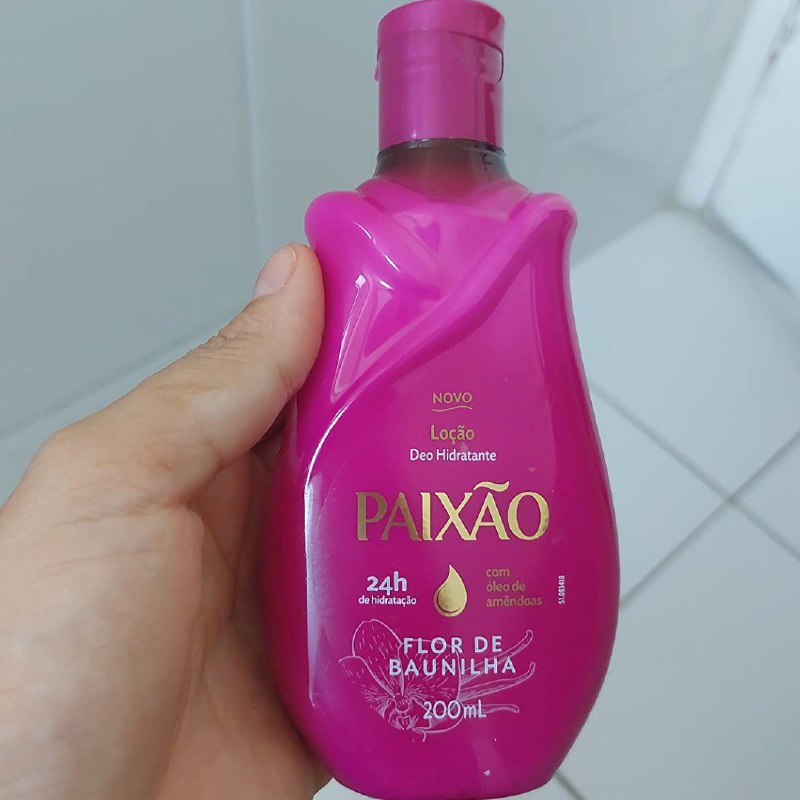 NOVO
Loção
Deo Hidratante
PAIXÃO
24h
de hidratação
com
óleo de
amêndoas
FLOR DE
BAUNILHA
200mL